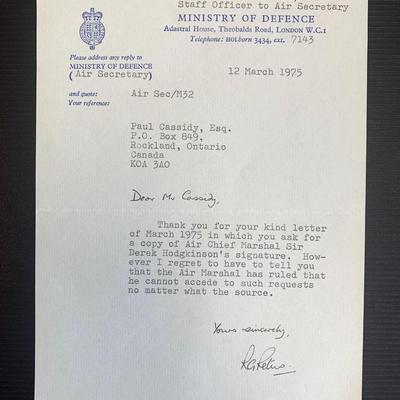 Staff Officer to Air Secretary
MINISTRY OF DEFENCE
Adastral House, Theobalds Road, LONDON W.C.1
Telephone: HOLborn 3434, ext. 7143
Please address any reply to
MINISTRY OF DEFENCE
(Air Secretary)
and quote: Air Sec/M32
Your reference:
12 March 1975
Paul Cassidy, Esq.
P.O. Box 849,
Rockland, Ontario
Canada
KOA 3AO
Dear Mr Cassidy,
Thank you for your kind letter
of March 1975 in which you ask for
a copy of Air Chief Marshal Sir
Derek Hodgkinson's signature. How-
ever I regret to have to tell you
that the Air Marshal has ruled that
he cannot accede to such requests
no matter what the source.
Yours sincerely,